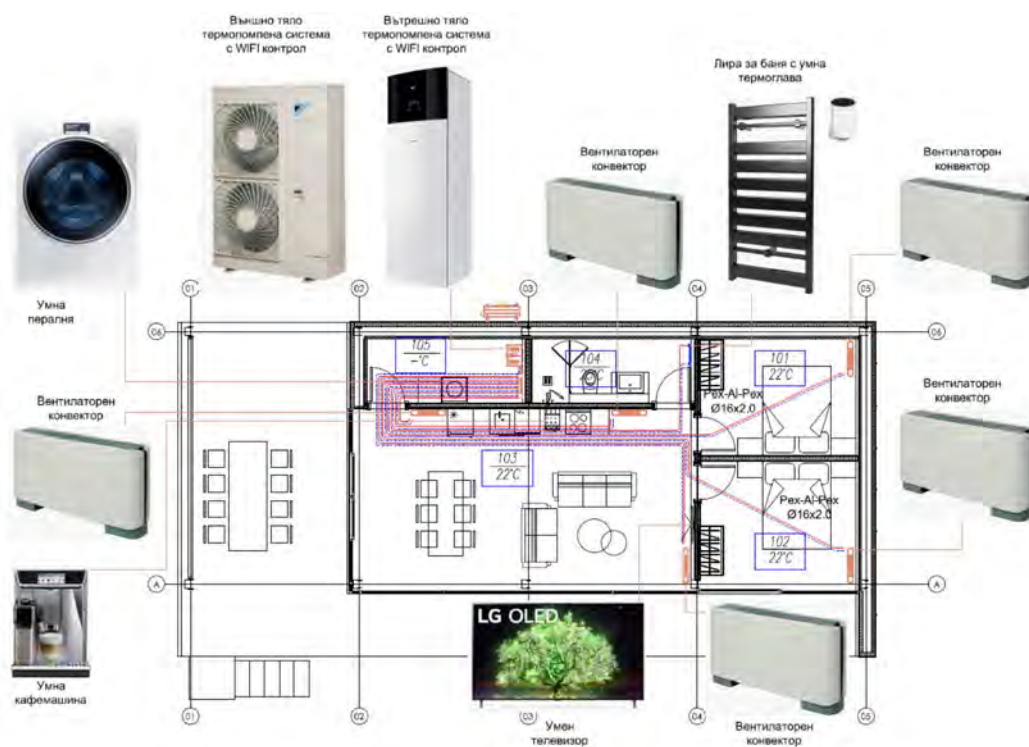 Външно тяло
термопомпена система
с WIFI контрол
Вътрешно тяло
термопомпена система
с WIFI контрол
Лира за баня с умна
термоглава
Вентилаторен
конвектор
Вентилаторен
конвектор
Умна
пералня
01
02
03
04
05
06
06
105
-°C
104
101
22°C
Pex-Al-Pex
Ø16x2.0
Вентилаторен
конвектор
Вентилаторен
конвектор
103
22°C
Pex-Al-Pex
Ø16x2.0
102
22°C
A
A
LG OLED
Умна
кафемашина
01
02
03
04
05
Умен
телевизор
Вентилаторен
конвектор